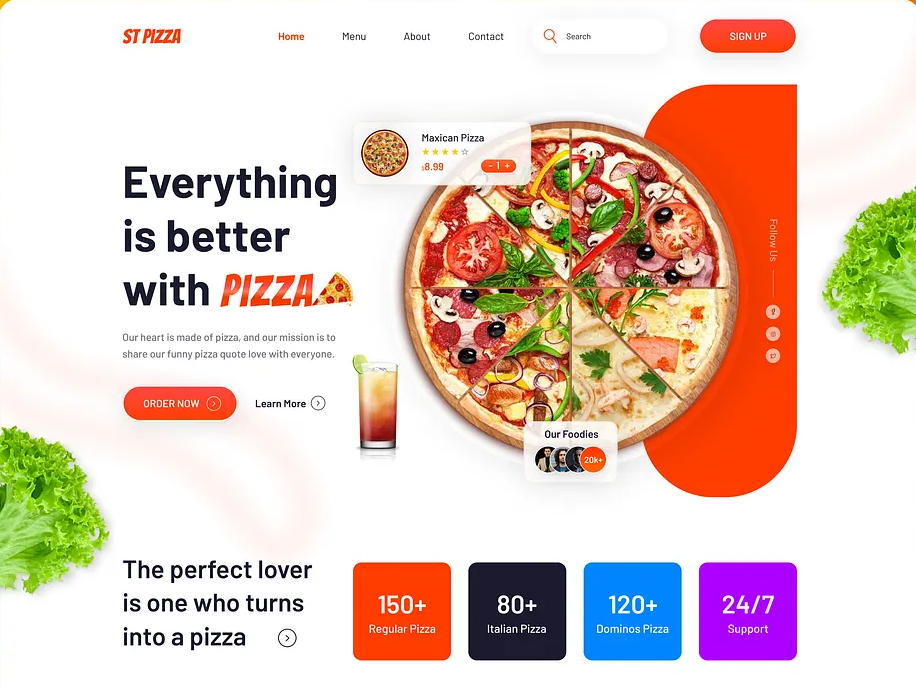 ST PIZZA
Home
Menu
About
Contact
Search
SIGN UP
Maxican Pizza
$8.99
- 1 +
Everything
is better
with PIZZA
Our heart is made of pizza, and our mission is to
share our funny pizza quote love with everyone.
ORDER NOW
Learn More
Follow Us
Our Foodies
20k+
The perfect lover
is one who turns
into a pizza
150+
Regular Pizza
80+
Italian Pizza
120+
Dominos Pizza
24/7
Support